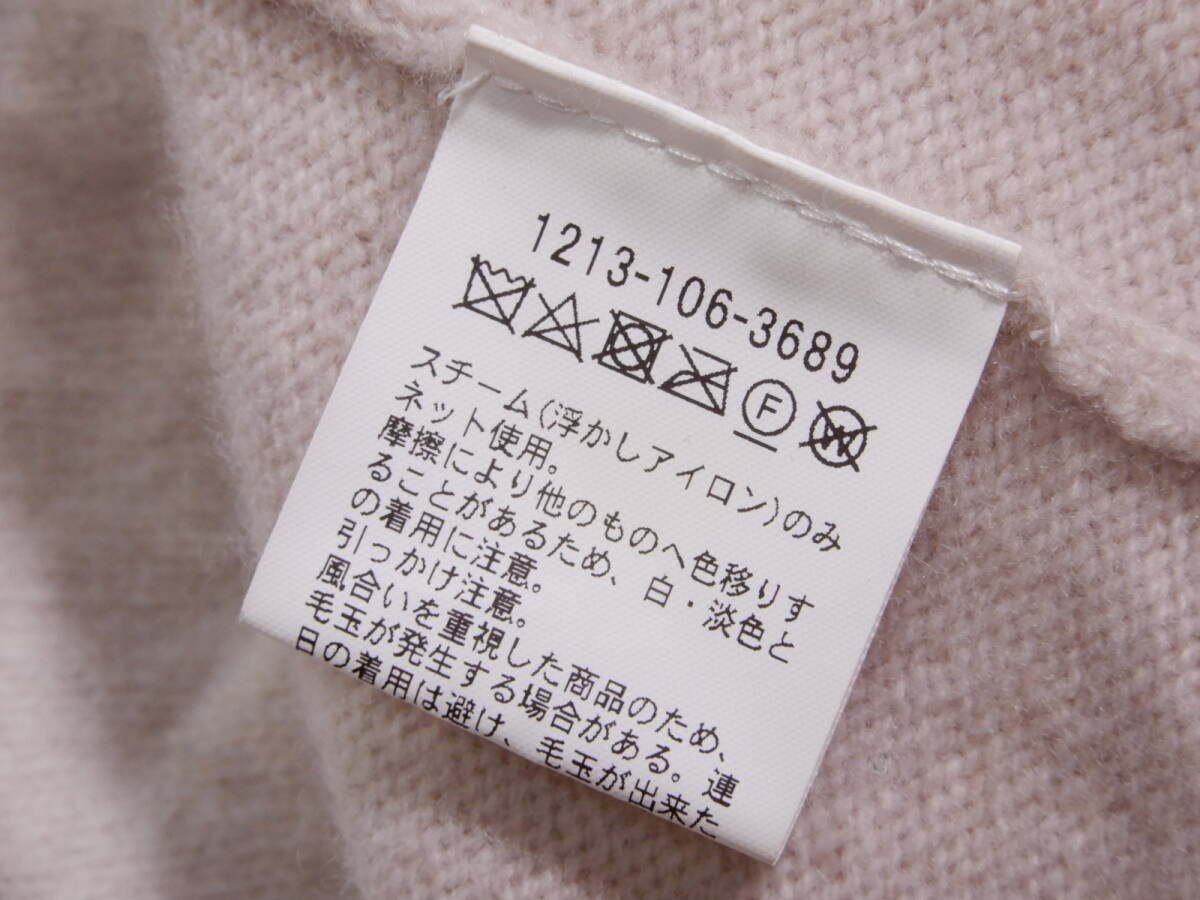 1213-106-3689
F W
スチーム(浮かしアイロン)のみ
ネット使用。
摩擦により他のものへ色移りす
ることがあるため、白・淡色と
の着用に注意。
引っかけ注意。
風合いを重視した商品のため、
毛玉が発生する場合がある。連
日の着用は避け、毛玉が出来た